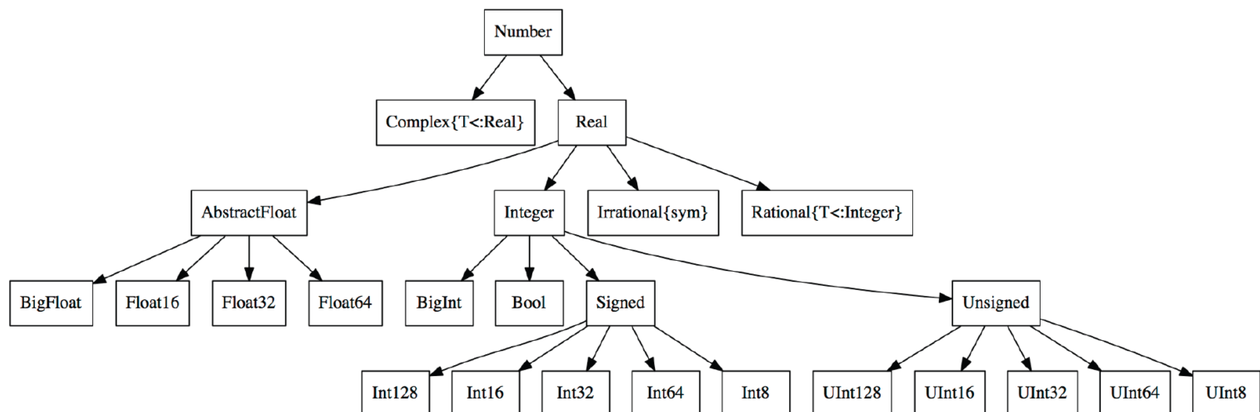 Number
Complex{T<:Real}
Real
AbstractFloat
Integer
Irrational{sym}
Rational{T<:Integer}
BigFloat
Float16
Float32
Float64
BigInt
Bool
Signed
Unsigned
Int128
Int16
Int32
Int64
Int8
UInt128
UInt16
UInt32
UInt64
UInt8